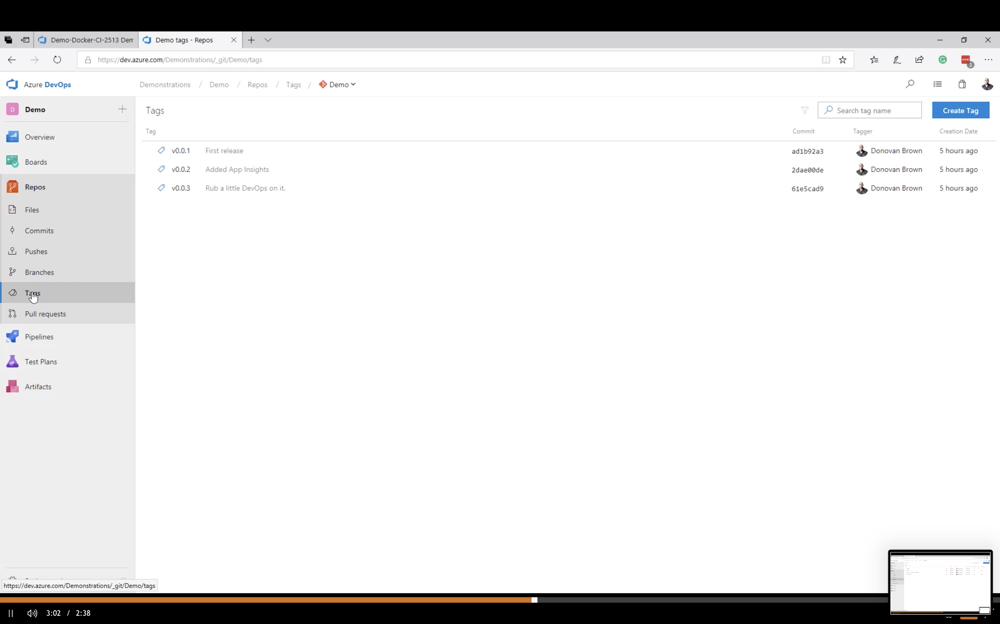 Demo-Docker-CI-2513 Dem
Demo tags - Repos
https://dev.azure.com/Demonstrations/_git/Demo/tags
3
Azure DevOps
Demonstrations / Demo / Repos / Tags / Demo
D Demo
Tags
Search tag name
Create Tag
Tag Commit Tagger Creation Date
v0.0.1 First release ad1b92a3 Donovan Brown 5 hours ago
v0.0.2 Added App Insights 2dae00de Donovan Brown 5 hours ago
v0.0.3 Rub a little DevOps on it. 61e5cad9 Donovan Brown 5 hours ago
Overview
Boards
Repos
Files
Commits
Pushes
Branches
Tags
Pull requests
Pipelines
Test Plans
Artifacts
https://dev.azure.com/Demonstrations/_git/Demo/tags
3:02 / 2:38